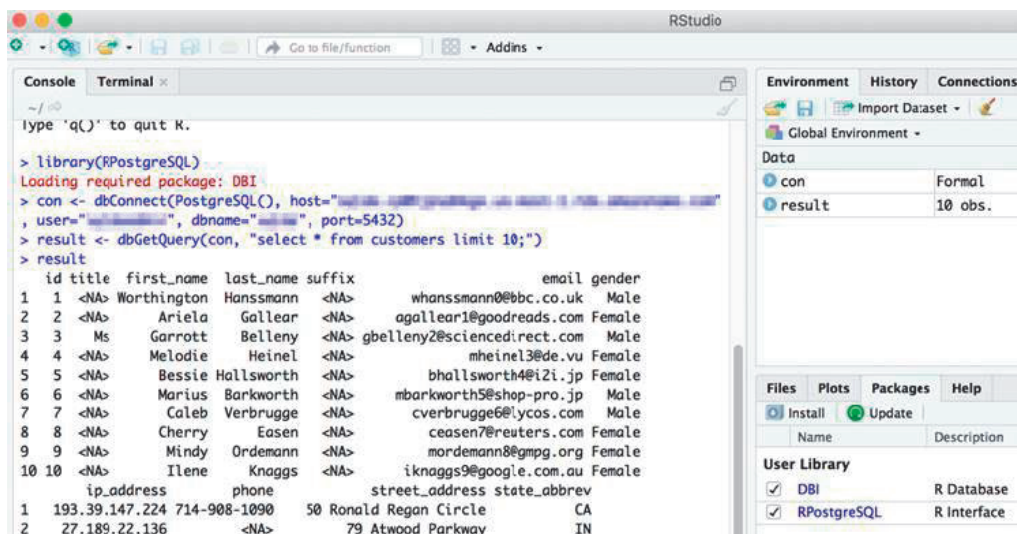 RStudio
Go to file/function
Addins
Console Terminal
~/
Type 'q()' to quit R.
> library(RPostgreSQL)
Loading required package: DBI
> con <- dbConnect(PostgreSQL(), host="
"
, user=" ", dbname=" ", port=5432)
> result <- dbGetQuery(con, "select * from customers limit 10;")
> result
id title first_name last_name suffix email gender
1 1 <NA> Worthington Hanssmann <NA> whanssmann0@bbc.co.uk Male
2 2 <NA> Ariela Gallear <NA> agallear1@goodreads.com Female
3 3 Ms Garrott Belleny <NA> gbelleny2@sciencedirect.com Male
4 4 <NA> Melodie Heinel <NA> mheinel3@de.vu Female
5 5 <NA> Bessie Hallsworth <NA> bhallsworth4@i2i.jp Female
6 6 <NA> Marius Barkworth <NA> mbarkworth5@shop-pro.jp Male
7 7 <NA> Caleb Verbrugge <NA> cverbrugge6@lycos.com Male
8 8 <NA> Cherry Easen <NA> ceasen7@reuters.com Female
9 9 <NA> Mindy Ordemann <NA> mordemann8@gmpg.org Female
10 10 <NA> Ilene Knaggs <NA> iknaggs9@google.com.au Female
ip_address phone street_address state_abbrev
1 193.39.147.224 714-908-1090 50 Ronald Regan Circle CA
2 27.189.22.136 <NA> 79 Atwood Parkway IN
Environment History Connections
Import Dataset
Global Environment
Data
con Formal
result 10 obs.
Files Plots Packages Help
Install Update
Name Description
User Library
DBI R Database
RPostgreSQL R Interface